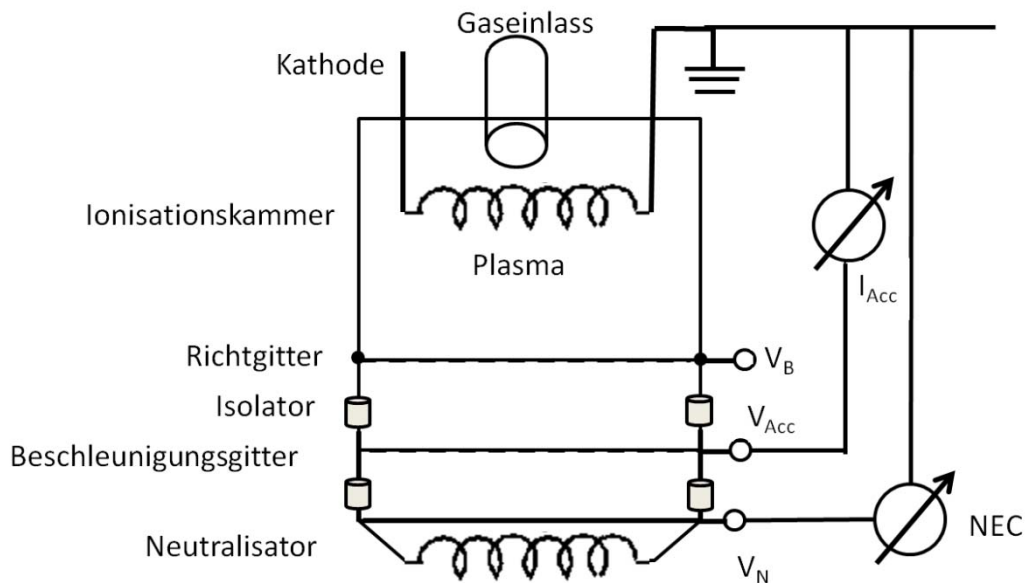 Gaseinlass
Kathode
Ionisationskammer
Plasma
I_Acc
Richtgitter
V_B
Isolator
V_Acc
Beschleunigungsgitter
NEC
Neutralisator
V_N